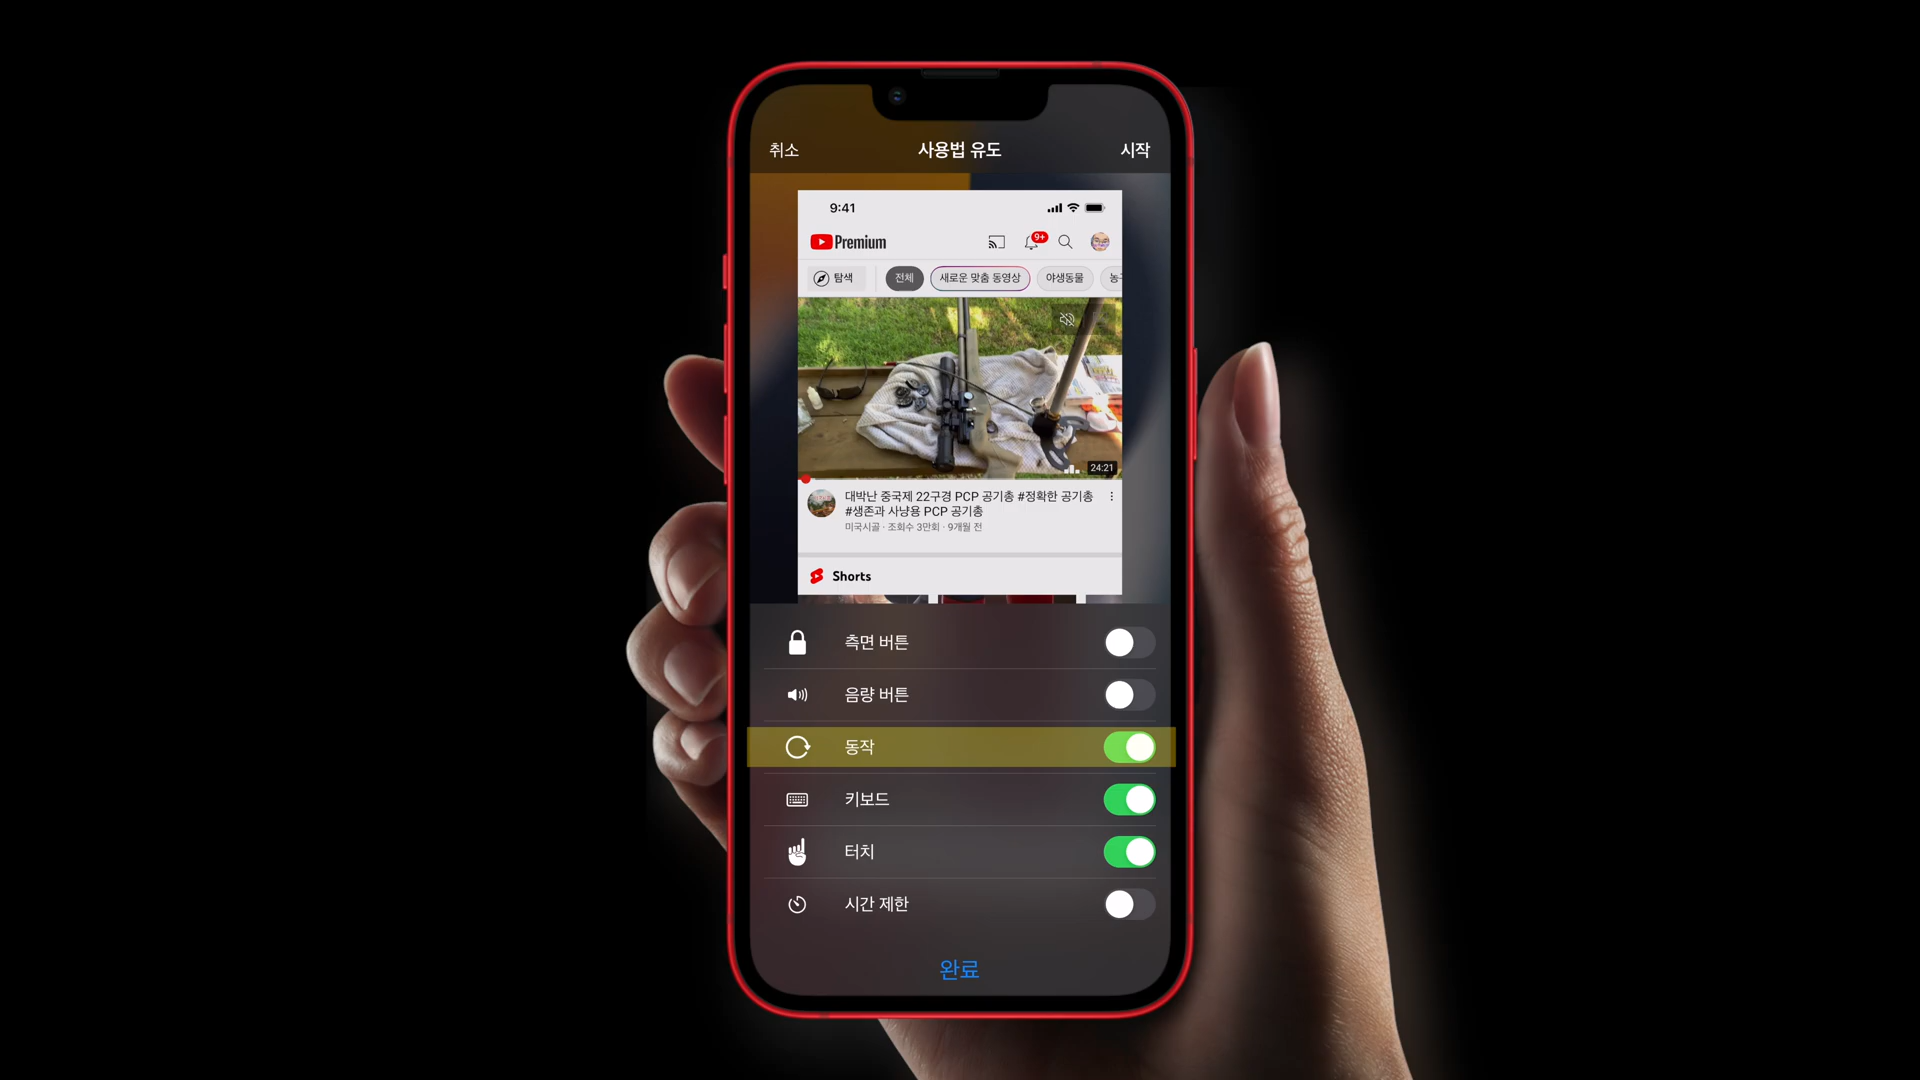 취소 사용법 유도 시작
9:41
Premium 9+
탐색 전체 새로운 맞춤 동영상 야생동물
24:21
대박난 중국제 22구경 PCP 공기총 #정확한 공기총
#생존과 사냥용 PCP 공기총
미국시골 · 조회수 3만회 · 9개월 전
Shorts
측면 버튼
음량 버튼
동작
키보드
터치
시간 제한
완료